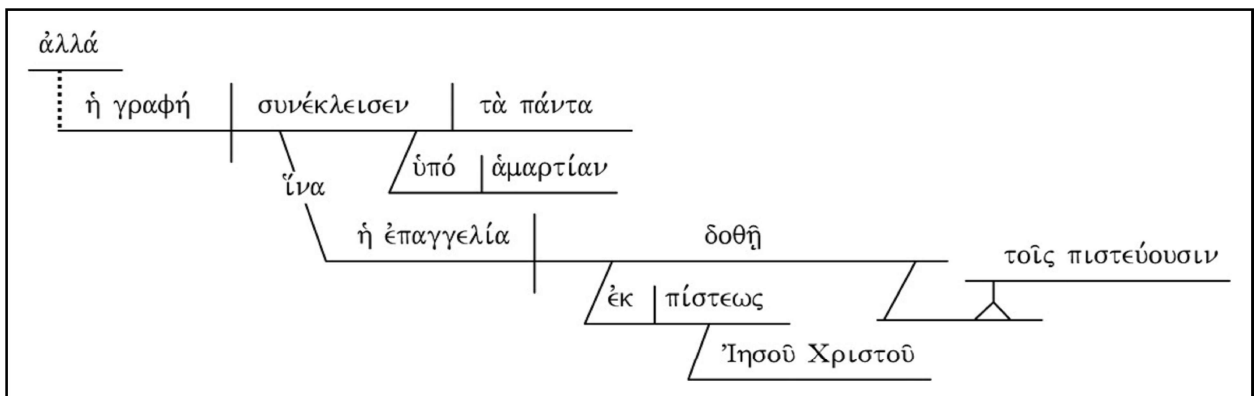 ἀλλά
ἡ γραφή συνέκλεισεν τὰ πάντα
ὑπό ἁμαρτίαν
ἵνα
ἡ ἐπαγγελία δοθῇ
τοῖς πιστεύουσιν
ἐκ πίστεως
Ἰησοῦ Χριστοῦ